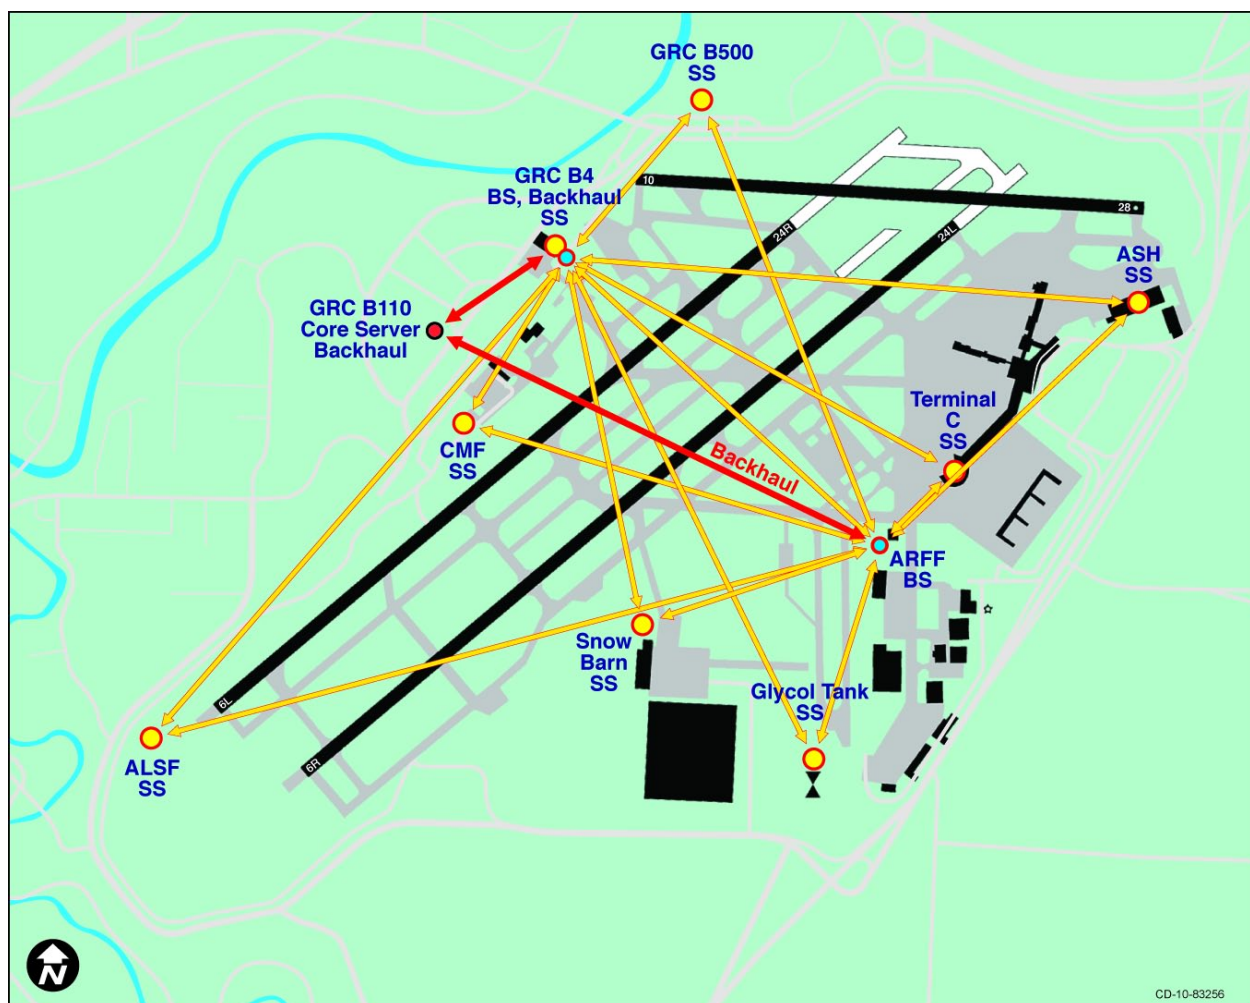 GRC B500
SS
GRC B4
BS, Backhaul
SS
10
28
24R
24L
ASH
SS
GRC B110
Core Server
Backhaul
Terminal
C
SS
CMF
SS
Backhaul
ARFF
BS
Snow
Barn
SS
Glycol Tank
SS
6L
6R
ALSF
SS
N
CD-10-83256